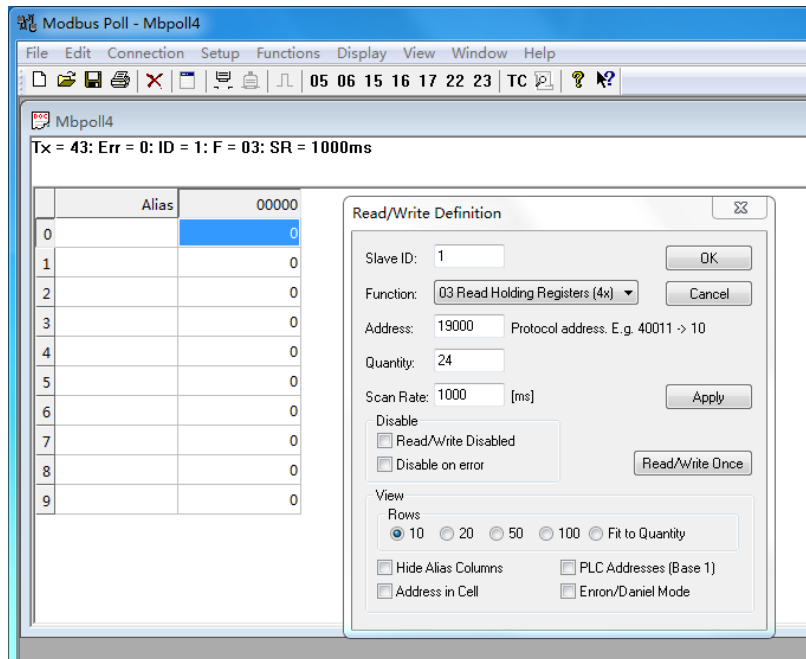 Modbus Poll - Mbpoll4
File Edit Connection Setup Functions Display View Window Help
05 06 15 16 17 22 23 TC
Mbpoll4
Tx = 43: Err = 0: ID = 1: F = 03: SR = 1000ms
Alias 00000
0 0
1 0
2 0
3 0
4 0
5 0
6 0
7 0
8 0
9 0
Read/Write Definition
Slave ID: 1 OK
Function: 03 Read Holding Registers (4x) Cancel
Address: 19000 Protocol address. E.g. 40011 -> 10
Quantity: 24
Scan Rate: 1000 [ms] Apply
Disable
Read/Write Disabled
Disable on error Read/Write Once
View
Rows
10 20 50 100 Fit to Quantity
Hide Alias Columns PLC Addresses (Base 1)
Address in Cell Enron/Daniel Mode